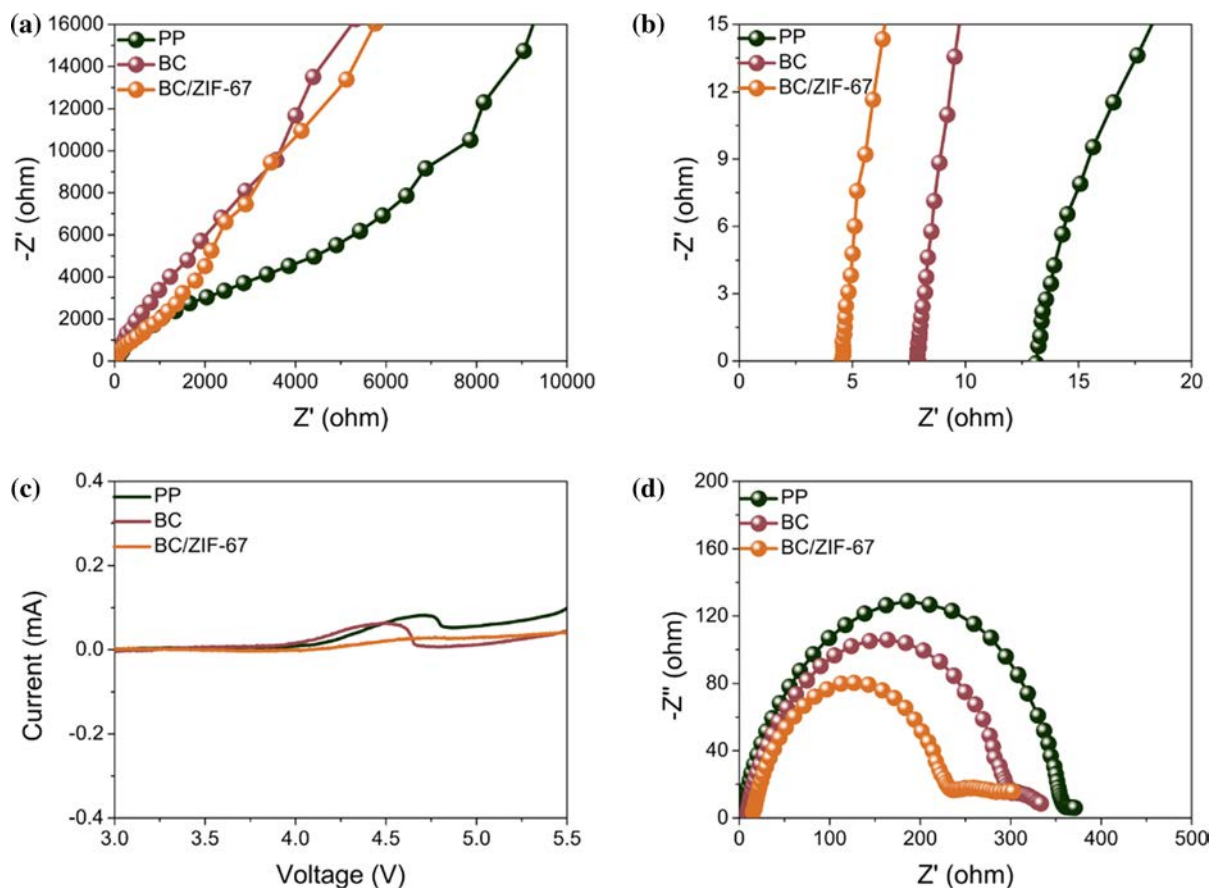 (a)
PP
BC
BC/ZIF-67
16000
14000
12000
10000
8000
6000
4000
2000
0
-Z' (ohm)
0 2000 4000 6000 8000 10000
Z' (ohm)
(b)
PP
BC
BC/ZIF-67
15
12
9
6
3
0
-Z' (ohm)
0 5 10 15 20
Z' (ohm)
(c)
PP
BC
BC/ZIF-67
0.4
0.2
0.0
-0.2
-0.4
Current (mA)
3.0 3.5 4.0 4.5 5.0 5.5
Voltage (V)
(d)
PP
BC
BC/ZIF-67
200
160
120
80
40
0
-Z" (ohm)
0 100 200 300 400 500
Z' (ohm)